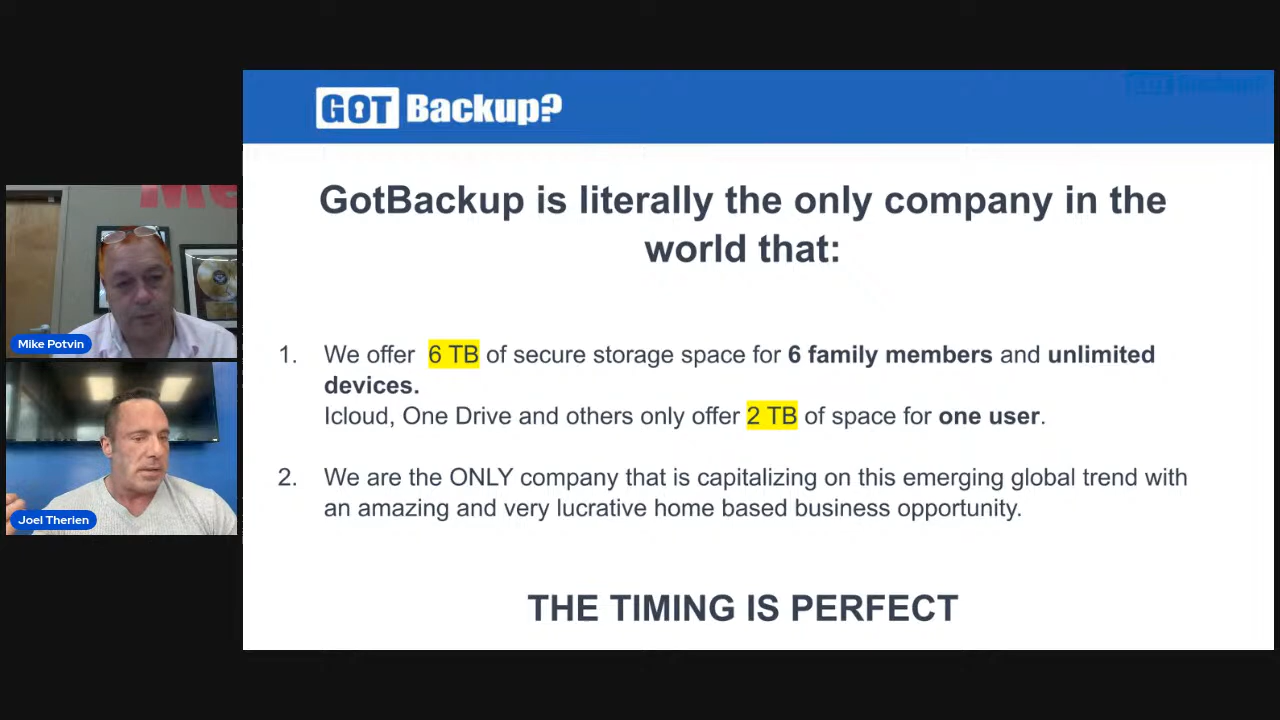 GOT Backup?
GOT Backup?
GotBackup is literally the only company in the
world that:
Me
Mike Potvin
Joel Therien
1. We offer 6 TB of secure storage space for 6 family members and unlimited
devices.
Icloud, One Drive and others only offer 2 TB of space for one user.
2. We are the ONLY company that is capitalizing on this emerging global trend with
an amazing and very lucrative home based business opportunity.
THE TIMING IS PERFECT